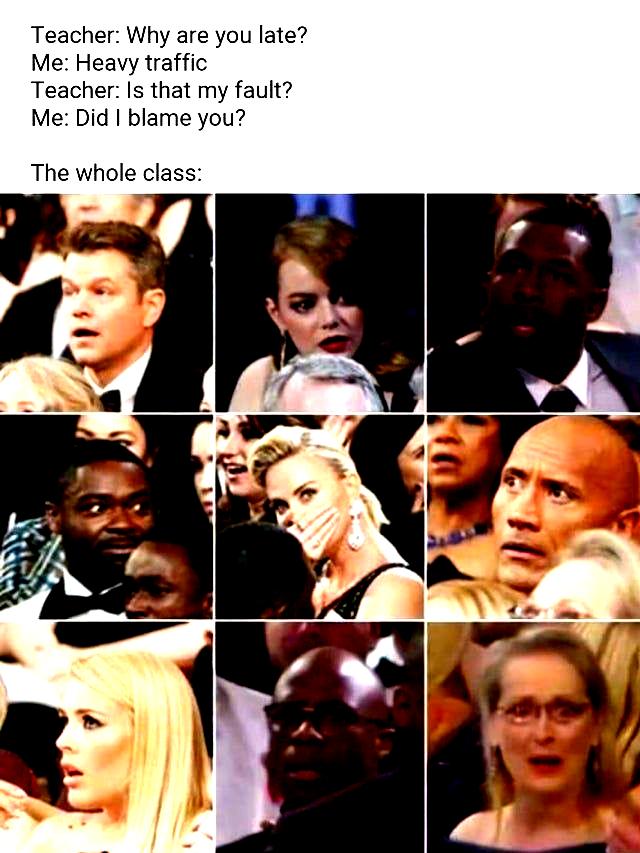 Teacher: Why are you late?
Me: Heavy traffic
Teacher: Is that my fault?
Me: Did I blame you?
The whole class: